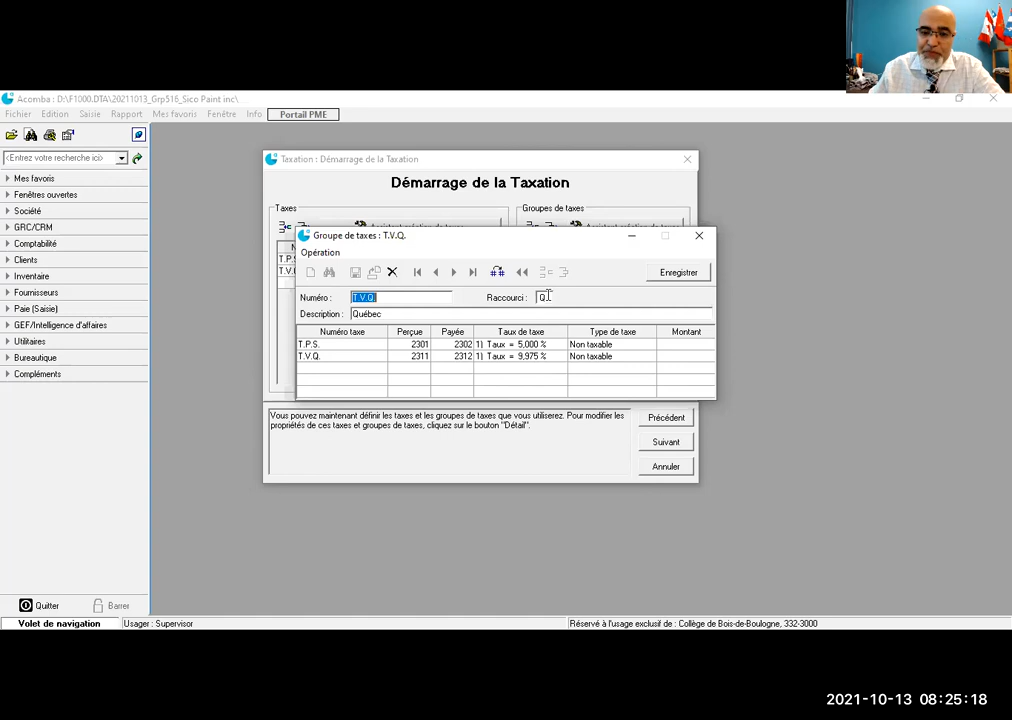 Acomba : D:\F1000.DTA\20211013_Grp516_Sico Paint inc\...
Fichier Edition Saisie Rapport Mes favoris Fenêtre Info Portail PME
<Entrez votre recherche ici>
Mes favoris
Fenêtres ouvertes
Société
GRC/CRM
Comptabilité
Clients
Inventaire
Fournisseurs
Paie (Saisie)
GEF/Intelligence d'affaires
Utilitaires
Bureautique
Compléments
Taxation : Démarrage de la Taxation
Démarrage de la Taxation
Taxes Groupes de taxes
Groupe de taxes : T.V.Q.
Opération
Enregistrer
Numéro : T.V.Q. Raccourci : Q
Description : Québec
Numéro taxe Perçue Payée Taux de taxe Type de taxe Montant
T.P.S. 2301 2302 1) Taux = 5,000 % Non taxable
T.V.Q. 2311 2312 1) Taux = 9,975 % Non taxable
Vous pouvez maintenant définir les taxes et les groupes de taxes que vous utiliserez. Pour modifier les
propriétés de ces taxes et groupes de taxes, cliquez sur le bouton "Détail".
Précédent
Suivant
Annuler
Quitter Barrer
Volet de navigation Usager : Supervisor Réservé à l'usage exclusif de : Collège de Bois-de-Boulogne, 332-3000
2021-10-13 08:25:18